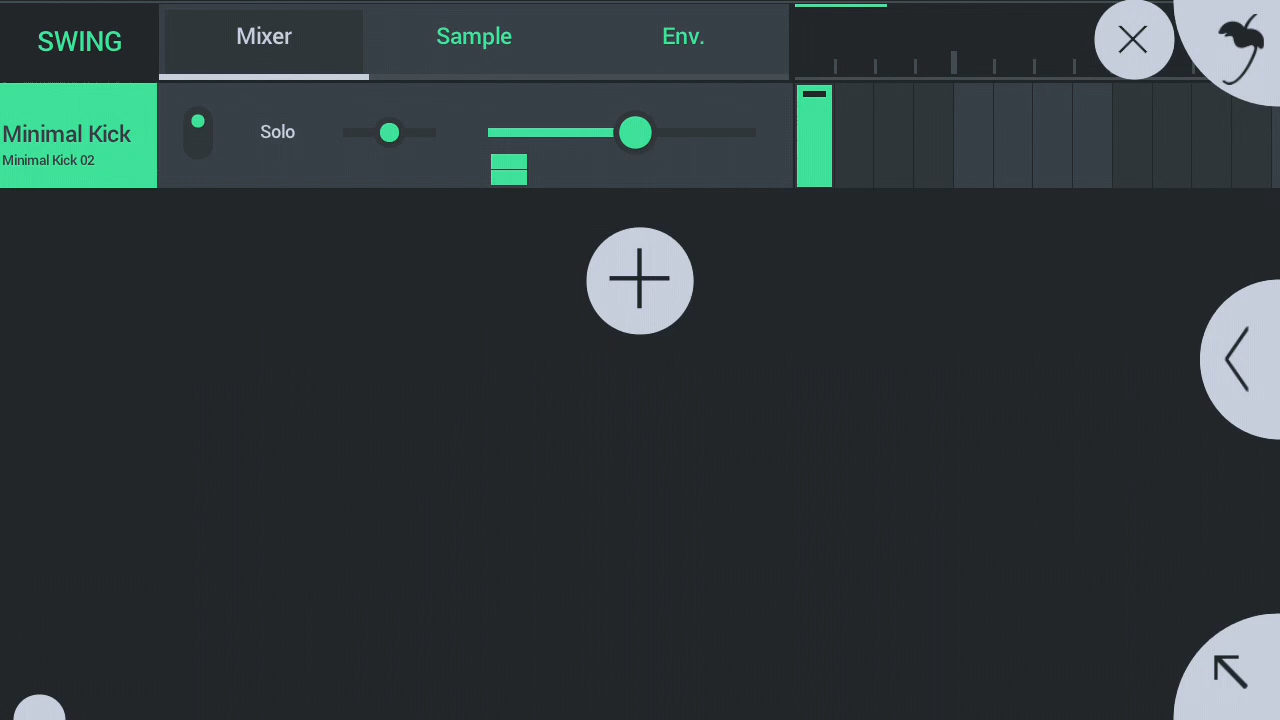 SWING
Mixer
Sample
Env.
Minimal Kick
Minimal Kick 02
Solo